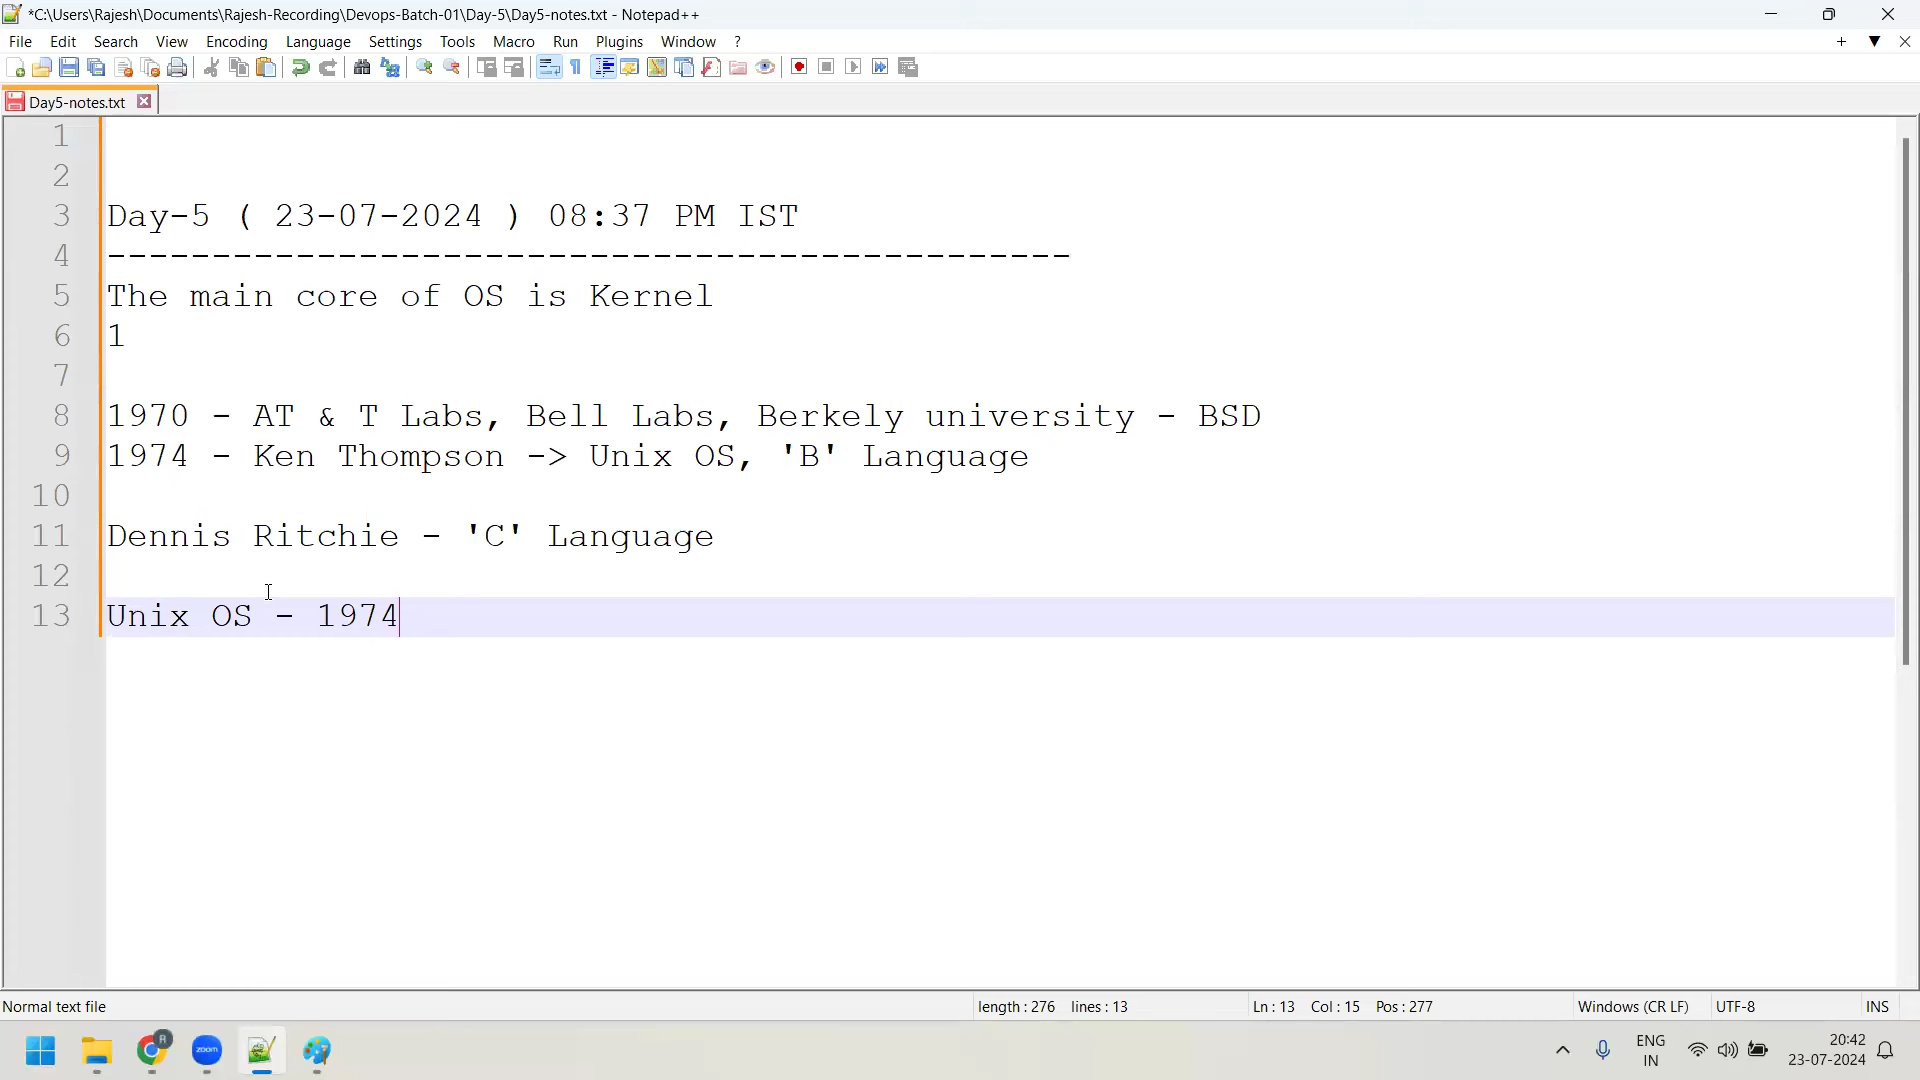 *C:\Users\Rajesh\Documents\Rajesh-Recording\Devops-Batch-01\Day-5\Day5-notes.txt - Notepad++
File Edit Search View Encoding Language Settings Tools Macro Run Plugins Window ?
Day5-notes.txt
1
2
3 Day-5 ( 23-07-2024 ) 08:37 PM IST
4 ----------------------------------------------
5 The main core of OS is Kernel
6 1
7
8 1970 - AT & T Labs, Bell Labs, Berkely university - BSD
9 1974 - Ken Thompson -> Unix OS, 'B' Language
10
11 Dennis Ritchie - 'C' Language
12
13 Unix OS - 1974
Normal text file length : 276 lines : 13 Ln : 13 Col : 15 Pos : 277 Windows (CR LF) UTF-8 INS
R zoom ENG 20:42
IN 23-07-2024